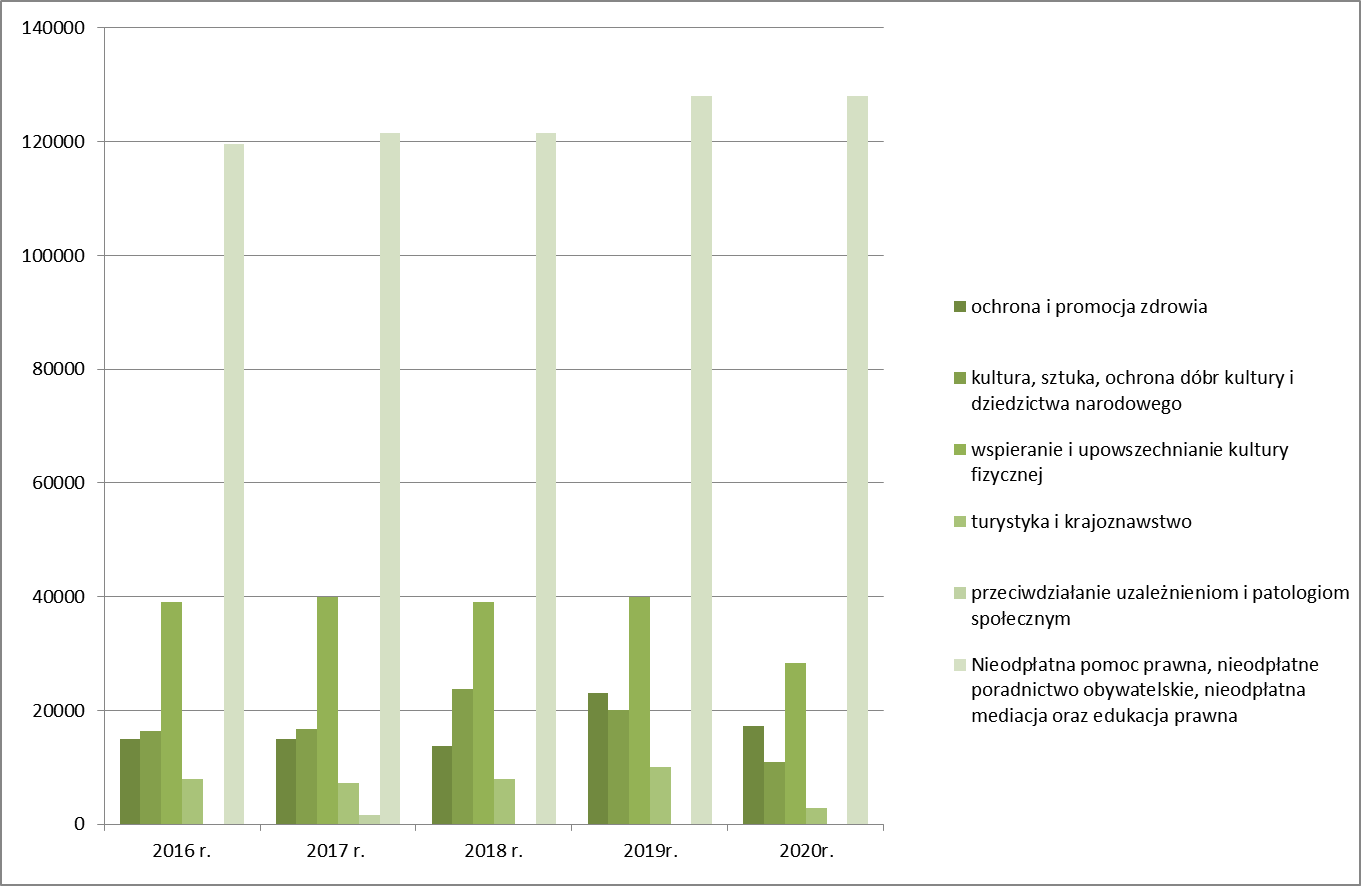 140000
120000
100000
80000
60000
40000
20000
0
2016 r.
2017 r.
2018 r.
2019r.
2020r.
ochrona i promocja zdrowia
kultura, sztuka, ochrona dóbr kultury i
dziedzictwa narodowego
wspieranie i upowszechnianie kultury
fizycznej
turystyka i krajoznawstwo
przeciwdziałanie uzależnieniom i patologiom
społecznym
Nieodpłatna pomoc prawna, nieodpłatne
poradnictwo obywatelskie, nieodpłatna
mediacja oraz edukacja prawna